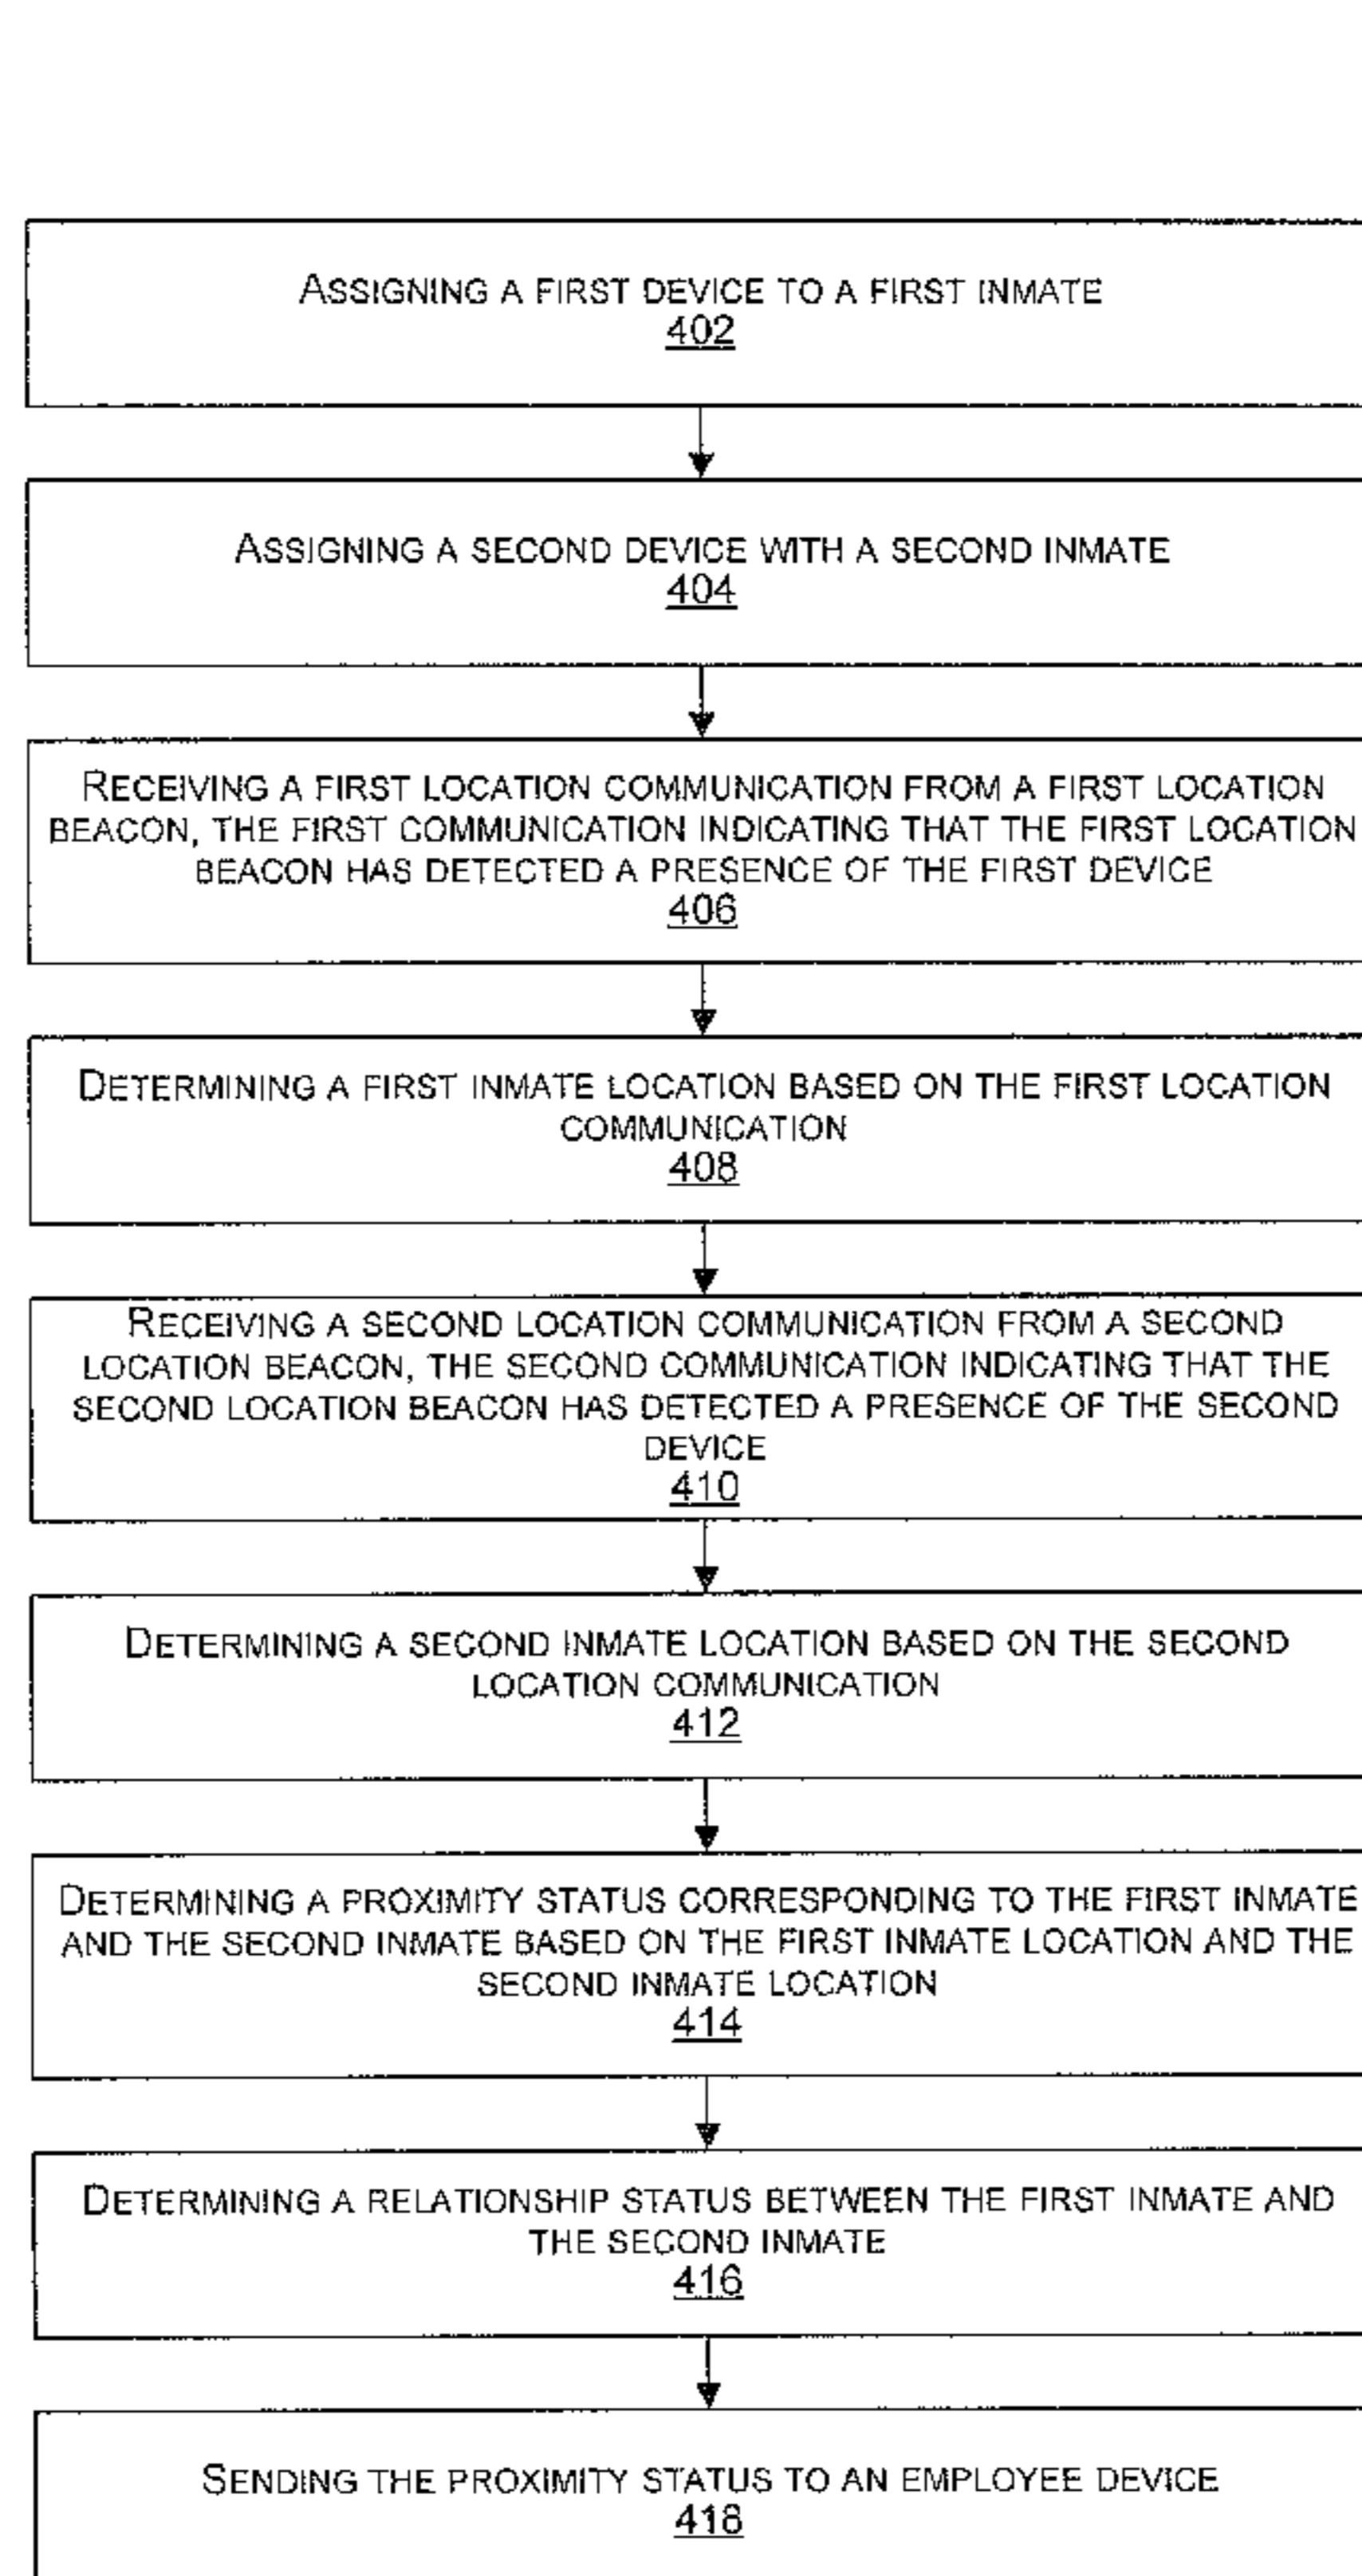 ASSIGNING A FIRST DEVICE TO A FIRST INMATE
402
ASSIGNING A SECOND DEVICE WITH A SECOND INMATE
404
RECEIVING A FIRST LOCATION COMMUNICATION FROM A FIRST LOCATION
BEACON, THE FIRST COMMUNICATION INDICATING THAT THE FIRST LOCATION
BEACON HAS DETECTED A PRESENCE OF THE FIRST DEVICE
406
DETERMINING A FIRST INMATE LOCATION BASED ON THE FIRST LOCATION
COMMUNICATION
408
RECEIVING A SECOND LOCATION COMMUNICATION FROM A SECOND
LOCATION BEACON, THE SECOND COMMUNICATION INDICATING THAT THE
SECOND LOCATION BEACON HAS DETECTED A PRESENCE OF THE SECOND
DEVICE
410
DETERMINING A SECOND INMATE LOCATION BASED ON THE SECOND
LOCATION COMMUNICATION
412
DETERMINING A PROXIMITY STATUS CORRESPONDING TO THE FIRST INMATE
AND THE SECOND INMATE BASED ON THE FIRST INMATE LOCATION AND THE
SECOND INMATE LOCATION
414
DETERMINING A RELATIONSHIP STATUS BETWEEN THE FIRST INMATE AND
THE SECOND INMATE
416
SENDING THE PROXIMITY STATUS TO AN EMPLOYEE DEVICE
418